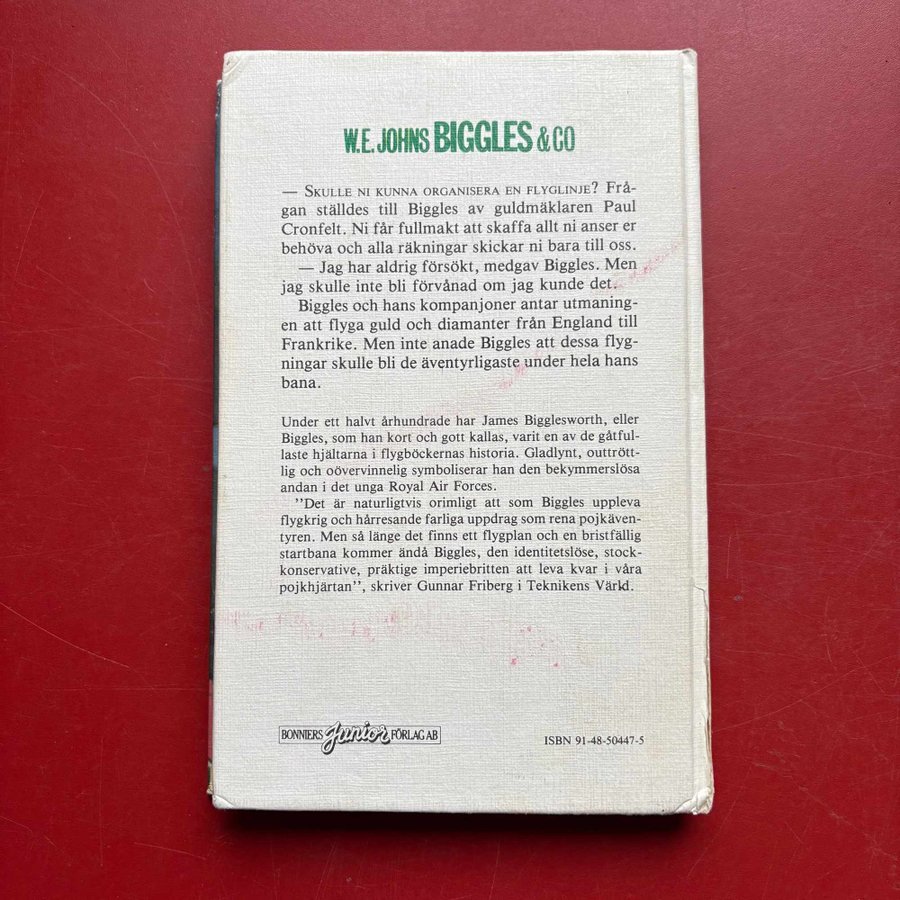 W.E. JOHNS BIGGLES & CO
— SKULLE NI KUNNA ORGANISERA EN FLYGLINJE? Frå-
gan ställdes till Biggles av guldmäklaren Paul
Cronfelt. Ni får fullmakt att skaffa allt ni anser er
behöva och alla räkningar skickar ni bara till oss.
— Jag har aldrig försökt, medgav Biggles. Men
jag skulle inte bli förvånad om jag kunde det.
Biggles och hans kompanjoner antar utmaning-
en att flyga guld och diamanter från England till
Frankrike. Men inte anade Biggles att dessa flyg-
ningar skulle bli de äventyrligaste under hela hans
bana.
Under ett halvt århundrade har James Bigglesworth, eller
Biggles, som han kort och gott kallas, varit en av de gåtful-
laste hjältarna i flygböckernas historia. Gladlynt, outtrött-
lig och oövervinnelig symboliserar han den bekymmerslösa
andan i det unga Royal Air Forces.
"Det är naturligtvis orimligt att som Biggles uppleva
flygkrig och hårresande farliga uppdrag som rena pojkäven-
tyren. Men så länge det finns ett flygplan och en bristfällig
startbana kommer ändå Biggles, den identitetslöse, stock-
konservative, präktige imperiebritten att leva kvar i våra
pojkhjärtan", skriver Gunnar Friberg i Teknikens Värld.
BONNIERS Junior FÖRLAG AB
ISBN 91-48-50447-5